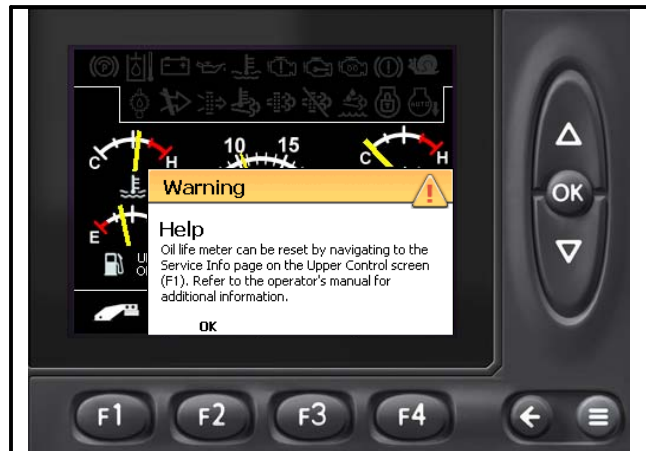 (P)
(!)
AUTO
10 15
C H
C H
Warning
Help
Oil life meter can be reset by navigating to the
Service Info page on the Upper Control screen
(F1). Refer to the operator's manual for
additional information.
OK
E
U
O
OK
F1 F2 F3 F4